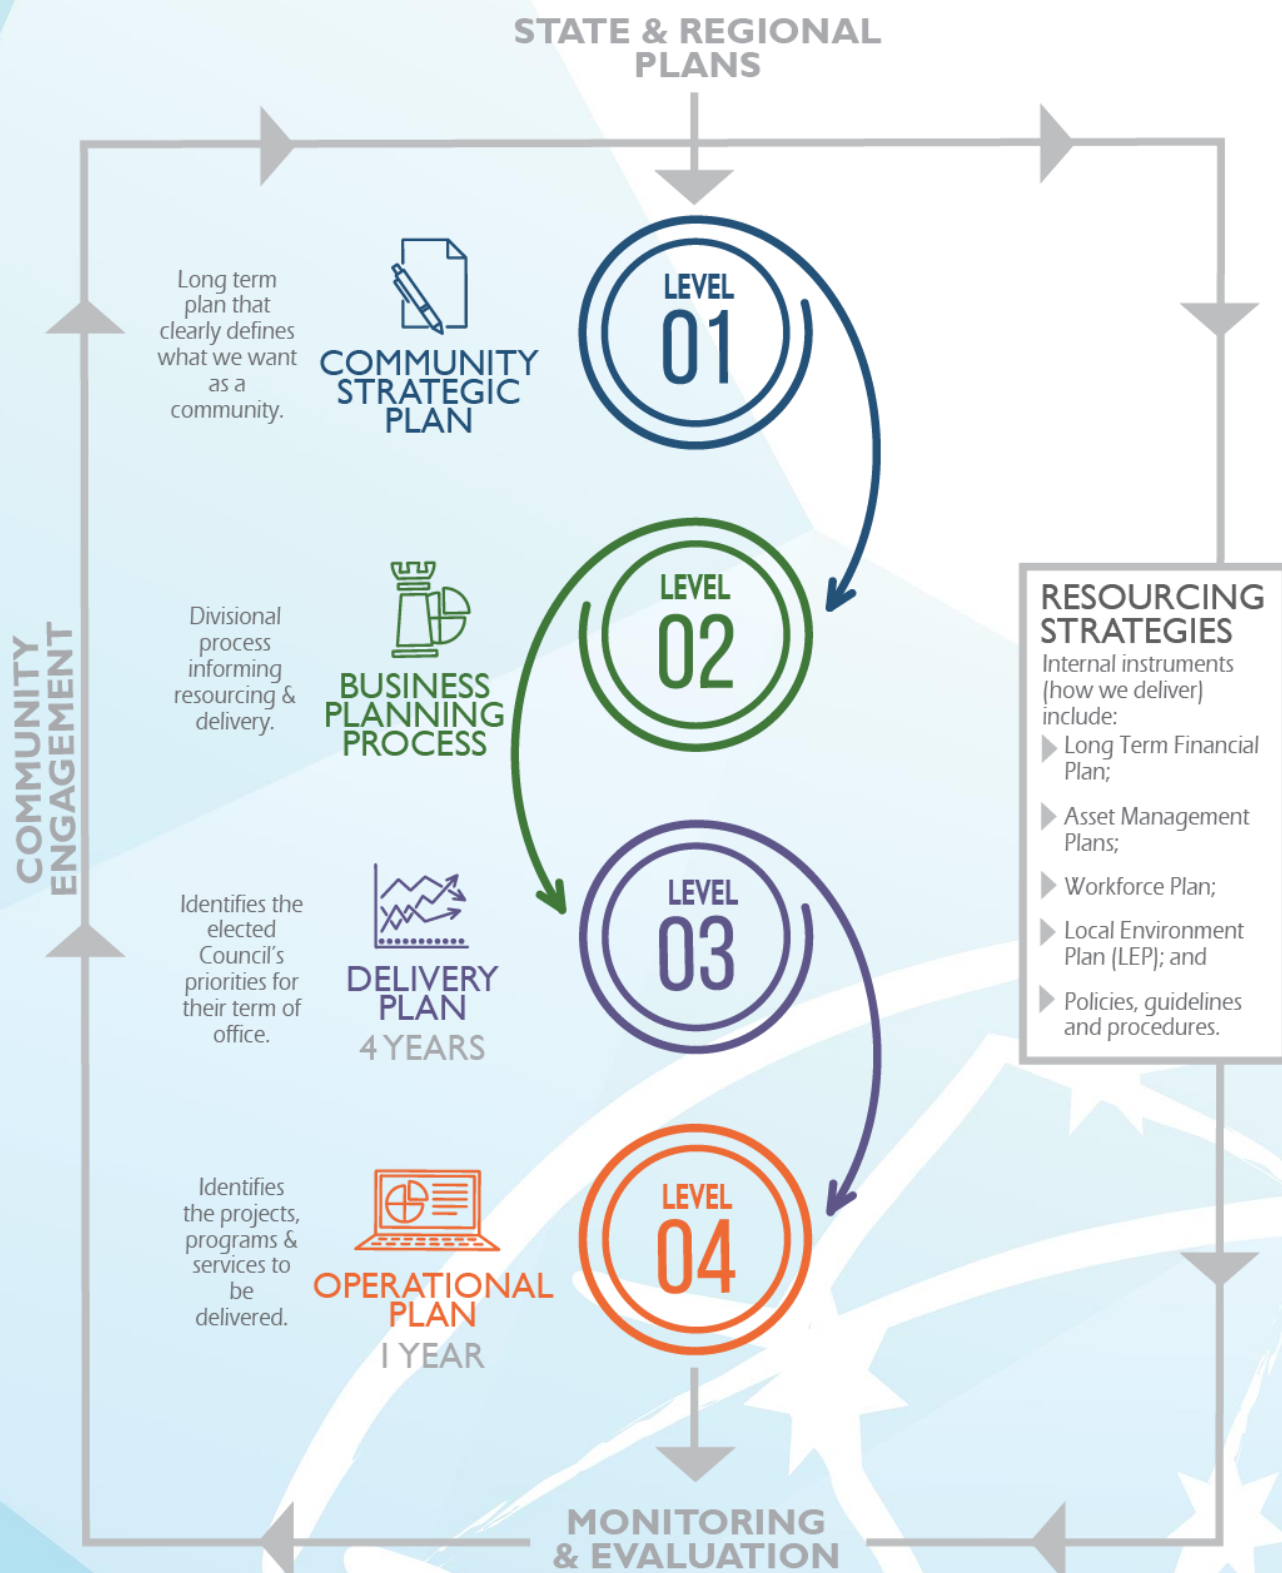 STATE & REGIONAL
PLANS
LEVEL
01
Long term
plan that
clearly defines
what we want
as a
community.
COMMUNITY
STRATEGIC
PLAN
LEVEL
02
Divisional
process
informing
resourcing &
delivery.
BUSINESS
PLANNING
PROCESS
COMMUNITY
ENGAGEMENT
LEVEL
03
Identifies the
elected
Council's
priorities for
their term of
office.
DELIVERY
PLAN
4 YEARS
LEVEL
04
Identifies
the projects,
programs &
services to
be
delivered.
OPERATIONAL
PLAN
1 YEAR
RESOURCING
STRATEGIES
Internal instruments
(how we deliver)
include:
Long Term Financial
Plan;
Asset Management
Plans;
Workforce Plan;
Local Environment
Plan (LEP); and
Policies, guidelines
and procedures.
MONITORING
& EVALUATION